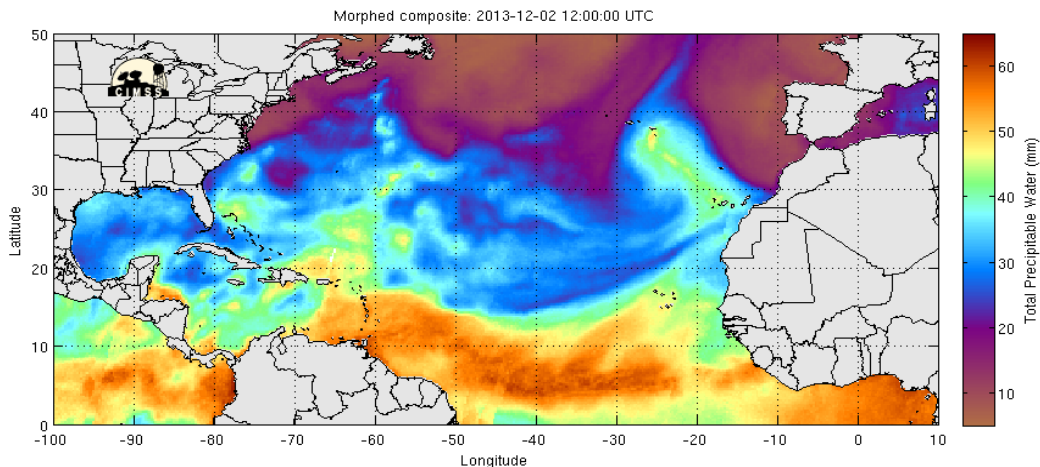 Morphed composite: 2013-12-02 12:00:00 UTC
50
40
30
20
10
0
Latitude
CIMSS
-100 -90 -80 -70 -60 -50 -40 -30 -20 -10 0 10
Longitude
60
50
40
30
20
10
Total Precipitable Water (mm)